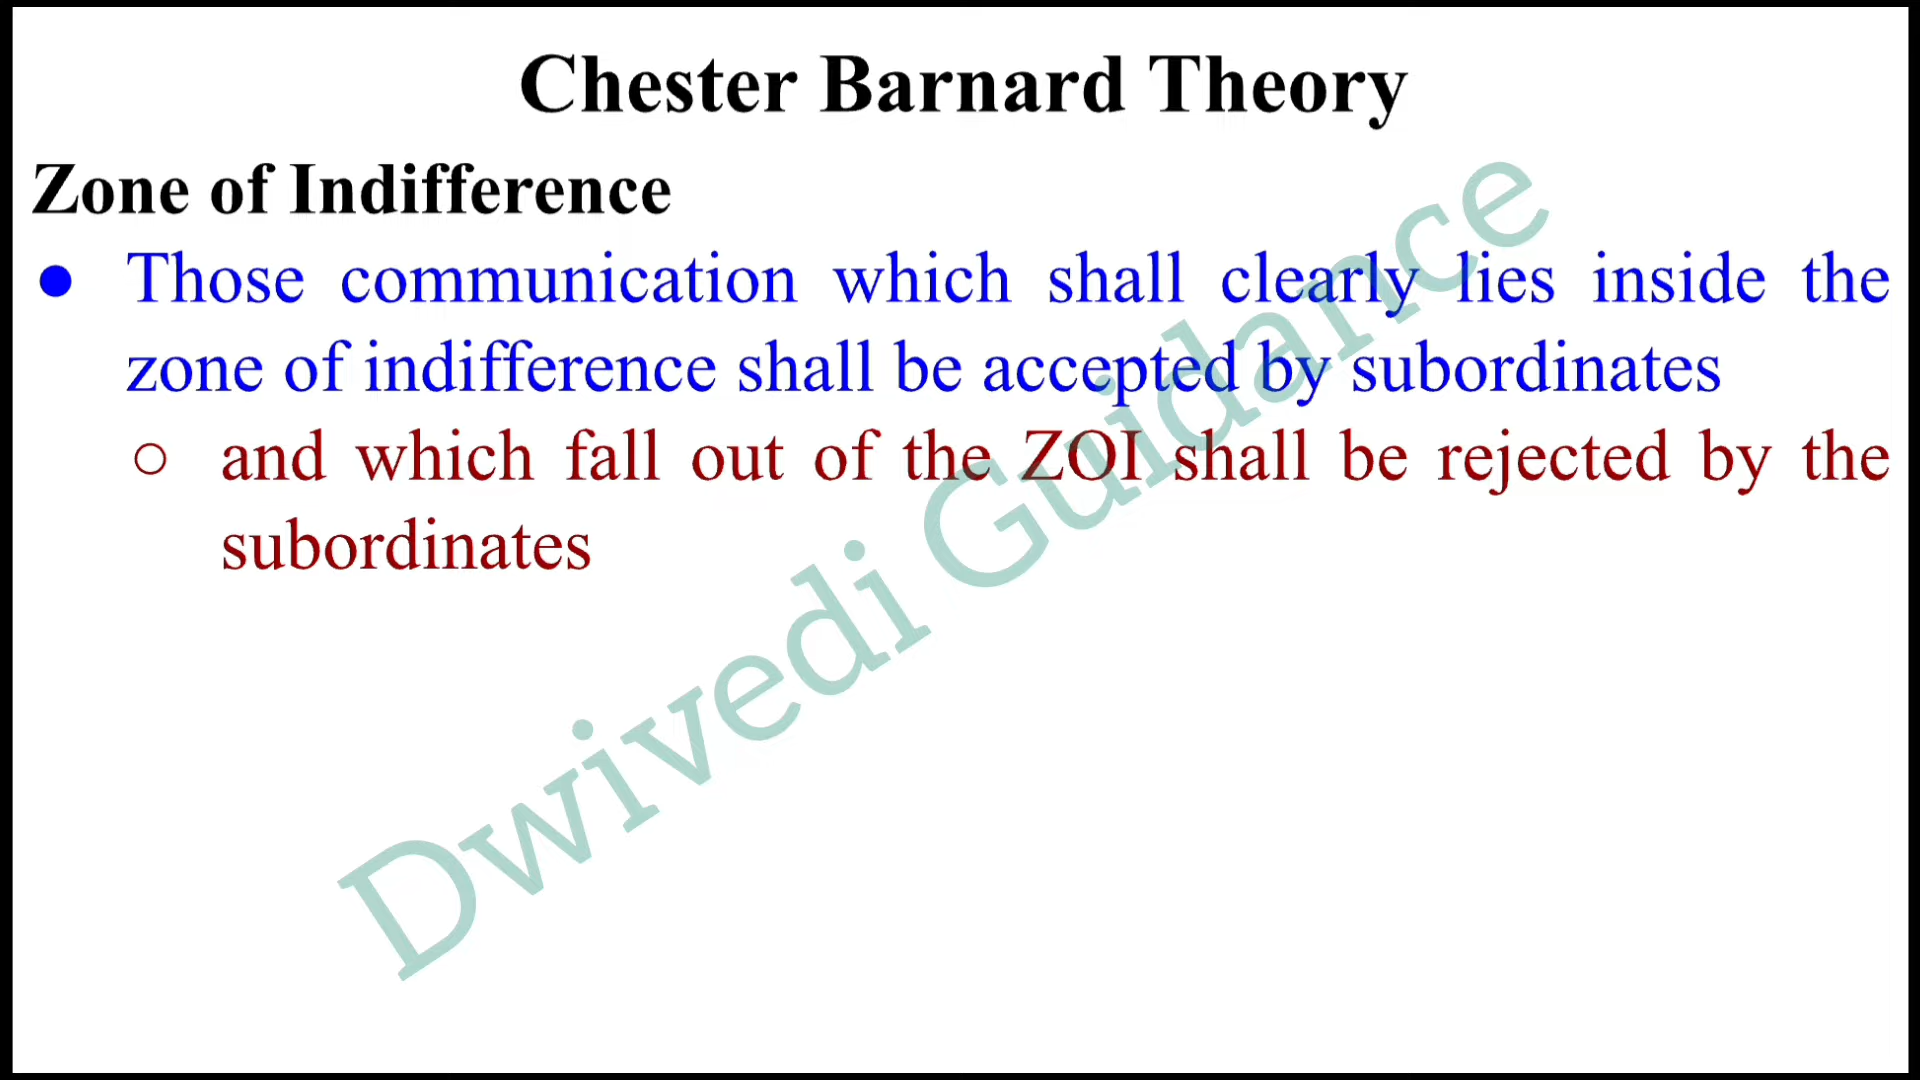 Chester Barnard Theory
Zone of Indifference
● Those communication which shall clearly lies inside the
zone of indifference shall be accepted by subordinates
○ and which fall out of the ZOI shall be rejected by the
subordinates
Dwivedi Guidance